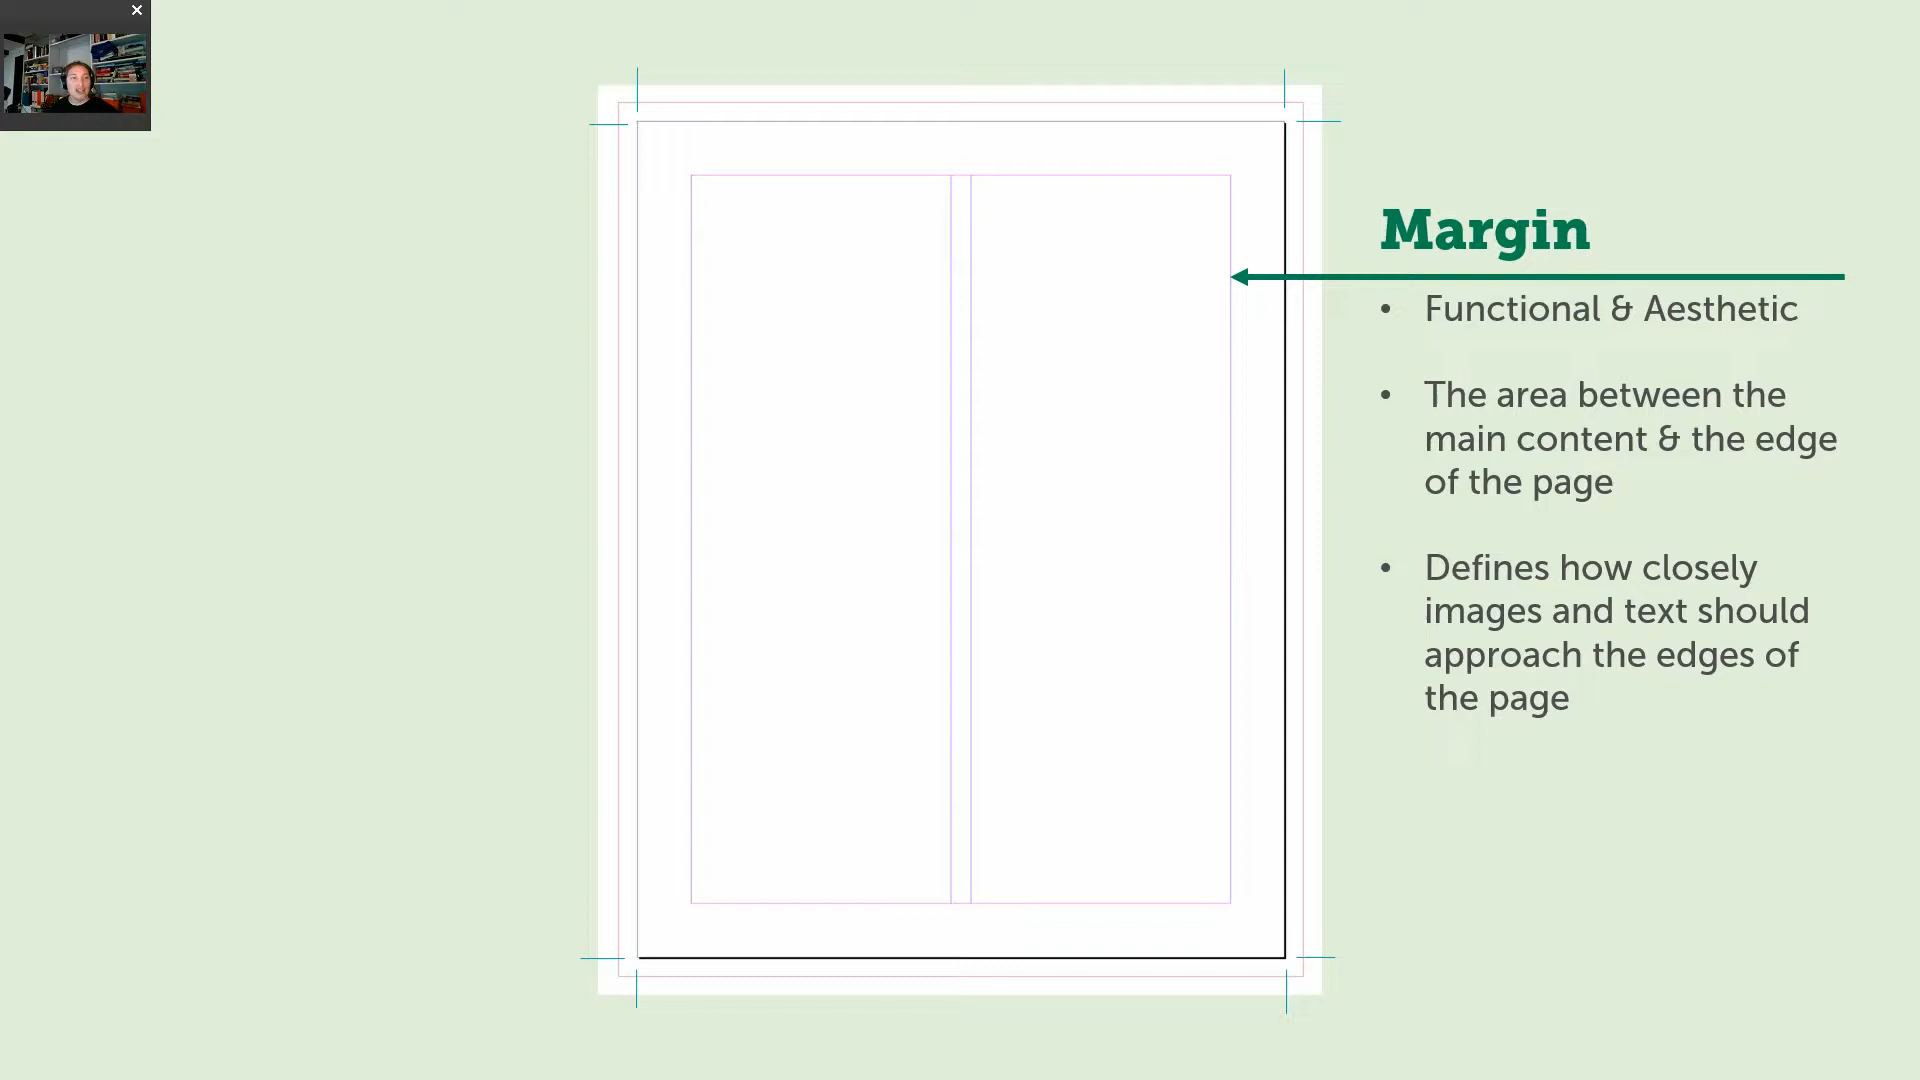 Margin
• Functional & Aesthetic
• The area between the
main content & the edge
of the page
• Defines how closely
images and text should
approach the edges of
the page